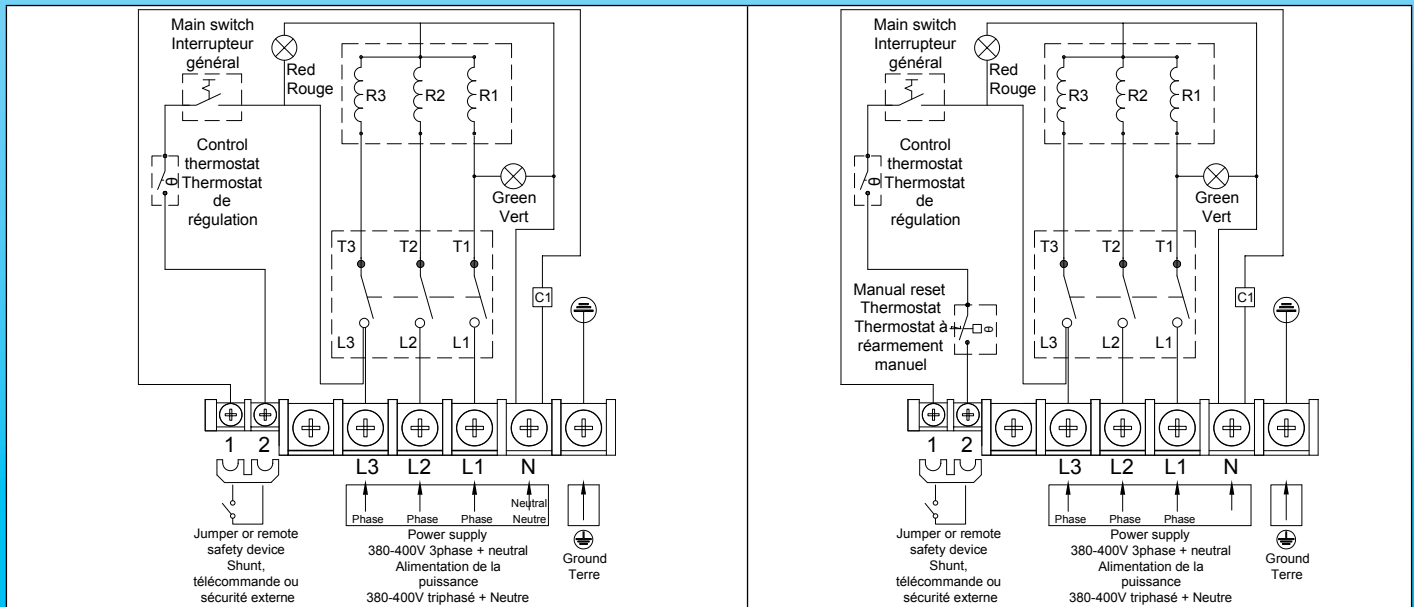 Main switch
Interrupteur
général
Red
Rouge
R3
R2
R1
Control
thermostat
Thermostat
de
régulation
θ
Green
Vert
T3
T2
T1
C1
L3
L2
L1
1
2
L3
L2
L1
N
Phase
Phase
Phase
Neutral
Neutre
Jumper or remote
safety device
Shunt,
télécommande ou
sécurité externe
Power supply
380-400V 3phase + neutral
Alimentation de la
puissance
380-400V triphasé + Neutre
Ground
Terre
Main switch
Interrupteur
général
Red
Rouge
R3
R2
R1
Control
thermostat
Thermostat
de
régulation
θ
Green
Vert
T3
T2
T1
Manual reset
Thermostat
Thermostat à
réarmement
manuel
θ
C1
L3
L2
L1
1
2
L3
L2
L1
N
Phase
Phase
Phase
Jumper or remote
safety device
Shunt,
télécommande ou
sécurité externe
Power supply
380-400V 3phase + neutral
Alimentation de la
puissance
380-400V triphasé + Neutre
Ground
Terre